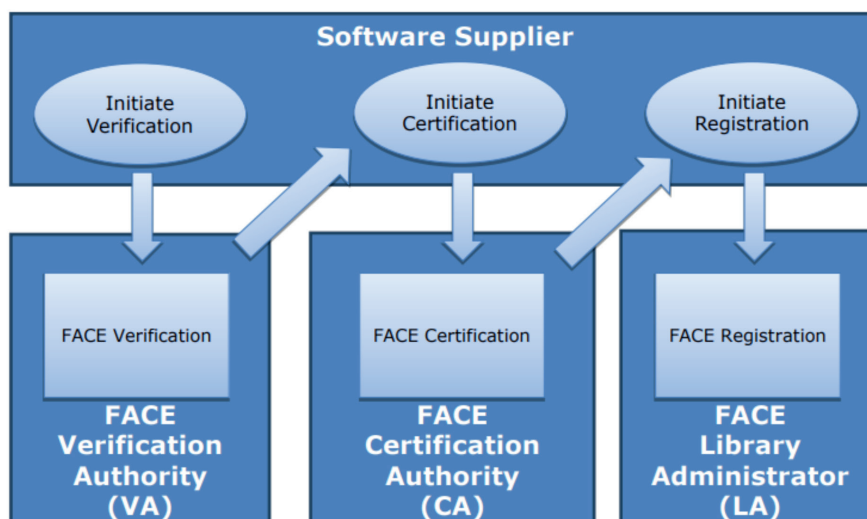 Software Supplier
Initiate
Verification
Initiate
Certification
Initiate
Registration
FACE Verification
FACE Certification
FACE Registration
FACE
Verification
Authority
(VA)
FACE
Certification
Authority
(CA)
FACE
Library
Administrator
(LA)